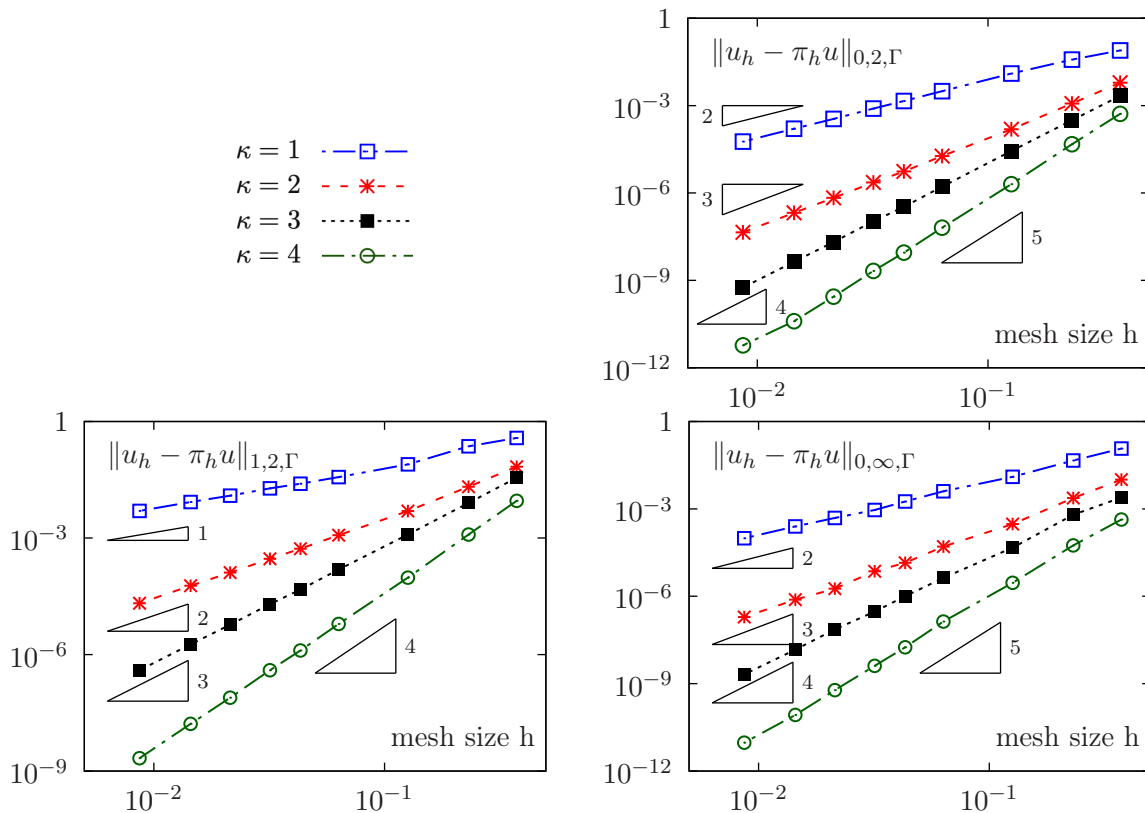 κ = 1
κ = 2
κ = 3
κ = 4
‖u_h − π_h u‖_{0,2,Γ}
1
10^{−3}
10^{−6}
10^{−9}
10^{−12}
2
3
5
4
mesh size h
10^{−2} 10^{−1}
‖u_h − π_h u‖_{1,2,Γ}
1
10^{−3}
10^{−6}
10^{−9}
1
2
4
3
mesh size h
10^{−2} 10^{−1}
‖u_h − π_h u‖_{0,∞,Γ}
1
10^{−3}
10^{−6}
10^{−9}
10^{−12}
2
3
5
4
mesh size h
10^{−2} 10^{−1}